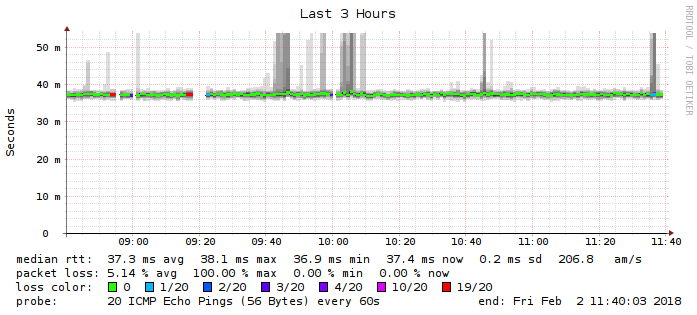 Last 3 Hours
RRDTOOL / TOBI OETIKER
Seconds
50 m
40 m
30 m
20 m
10 m
0
09:00 09:20 09:40 10:00 10:20 10:40 11:00 11:20 11:40
median rtt: 37.3 ms avg 38.1 ms max 36.9 ms min 37.4 ms now 0.2 ms sd 206.8 am/s
packet loss: 5.14 % avg 100.00 % max 0.00 % min 0.00 % now
loss color: 0 1/20 2/20 3/20 4/20 10/20 19/20
probe: 20 ICMP Echo Pings (56 Bytes) every 60s end: Fri Feb 2 11:40:03 2018